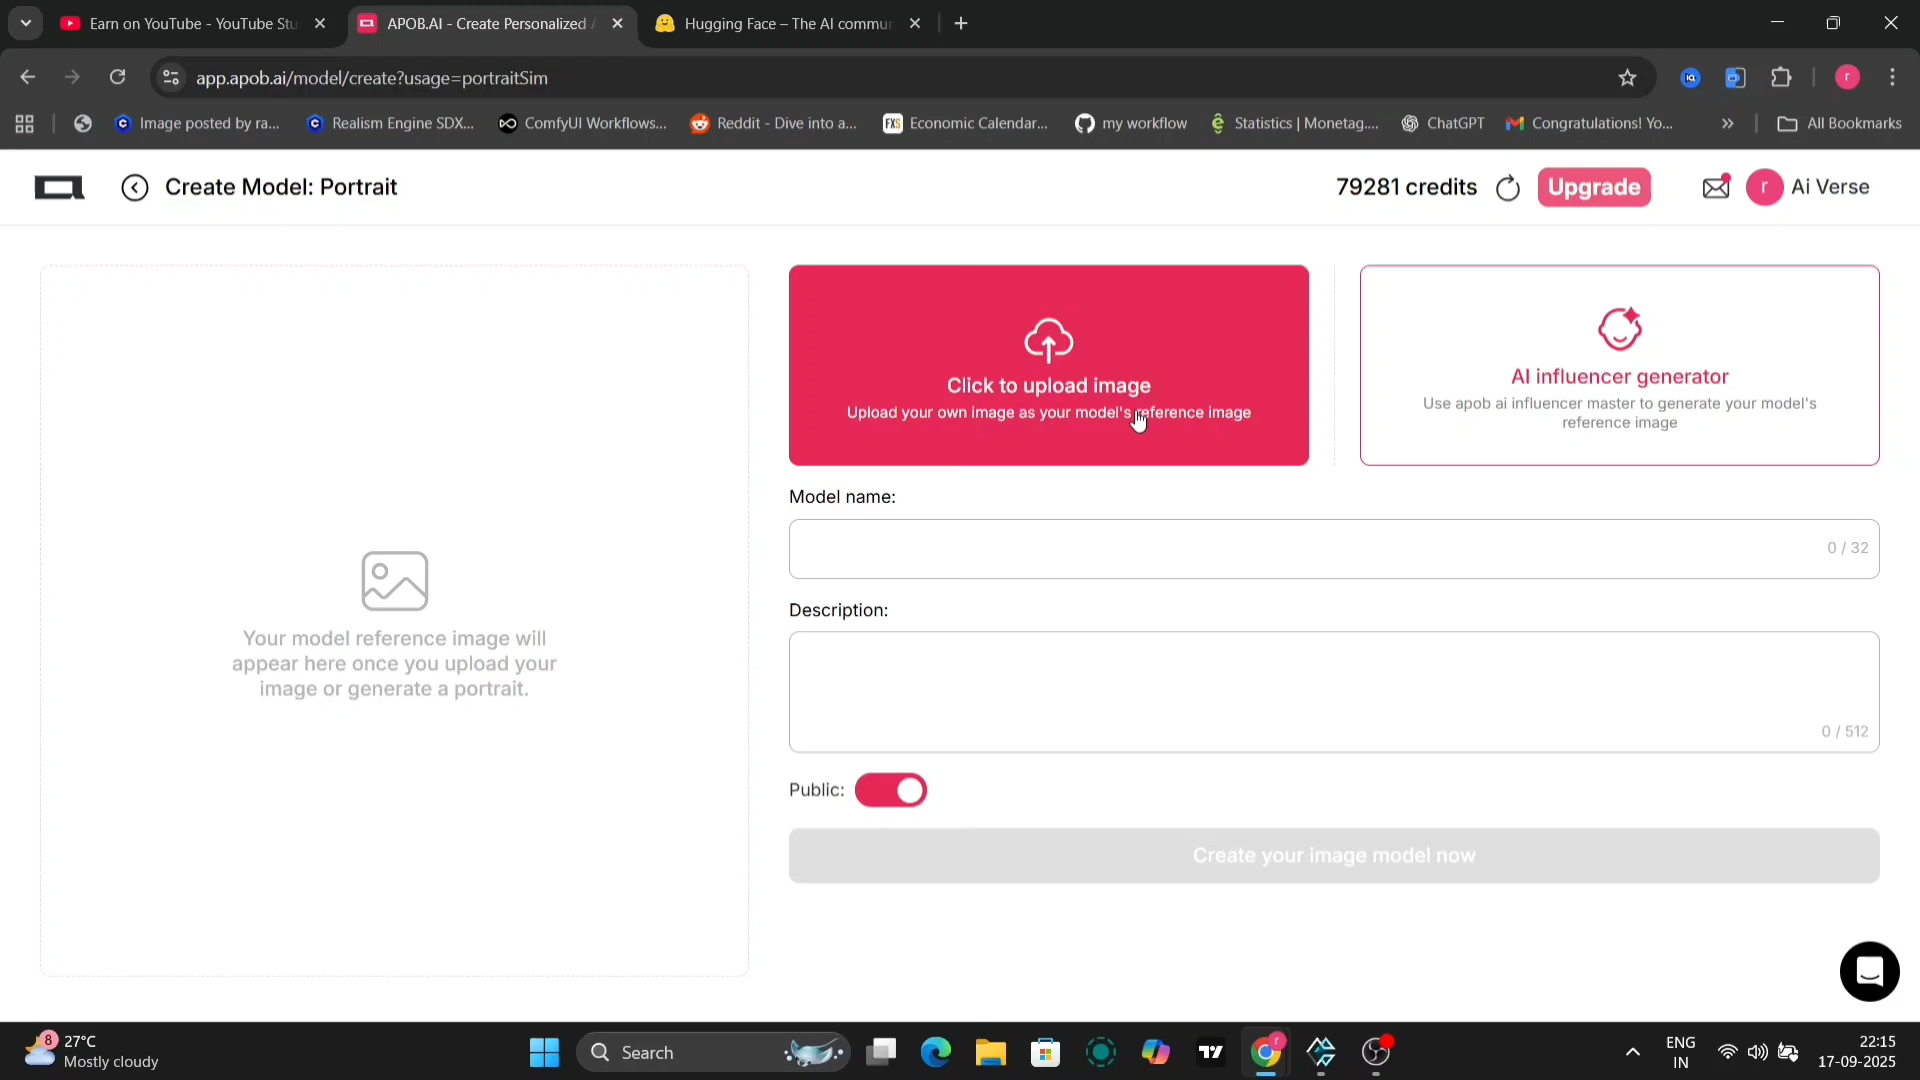 Earn on YouTube - YouTube Stu
APOB.AI - Create Personalized
Hugging Face – The AI commun
app.apob.ai/model/create?usage=portraitSim
Image posted by ra...
Realism Engine SDX...
ComfyUI Workflows...
Reddit - Dive into a...
Economic Calendar...
my workflow
Statistics | Monetag....
ChatGPT
Congratulations! Yo...
All Bookmarks
Create Model: Portrait
79281 credits
Upgrade
r
Ai Verse
Click to upload image
Upload your own image as your model's reference image
AI influencer generator
Use apob ai influencer master to generate your model's
reference image
Model name:
0 / 32
Description:
0 / 512
Your model reference image will
appear here once you upload your
image or generate a portrait.
Public:
Create your image model now
8
27°C
Mostly cloudy
Search
ENG
IN
22:15
17-09-2025